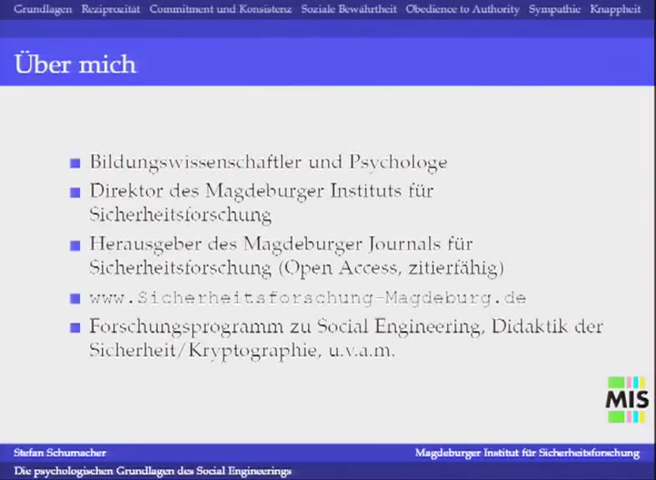 Grundlagen Reziprozität Commitment und Konsistenz Soziale Bewährtheit Obedience to Authority Sympathie Knappheit
Über mich
Bildungswissenschaftler und Psychologe
Direktor des Magdeburger Instituts für
Sicherheitsforschung
Herausgeber des Magdeburger Journals für
Sicherheitsforschung (Open Access, zitierfähig)
www.Sicherheitsforschung-Magdeburg.de
Forschungsprogramm zu Social Engineering, Didaktik der
Sicherheit/Kryptographie, u.v.a.m.
MIS
Stefan Schumacher Magdeburger Institut für Sicherheitsforschung
Die psychologischen Grundlagen des Social Engineerings